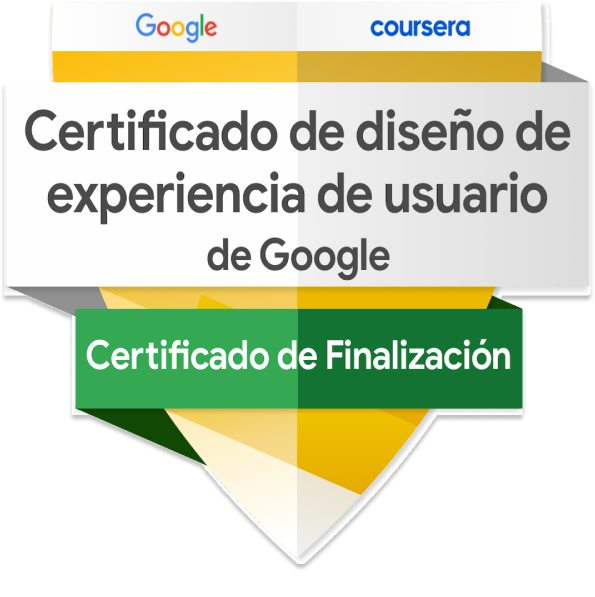 Google coursera
Certificado de diseño de
experiencia de usuario
de Google
Certificado de Finalización